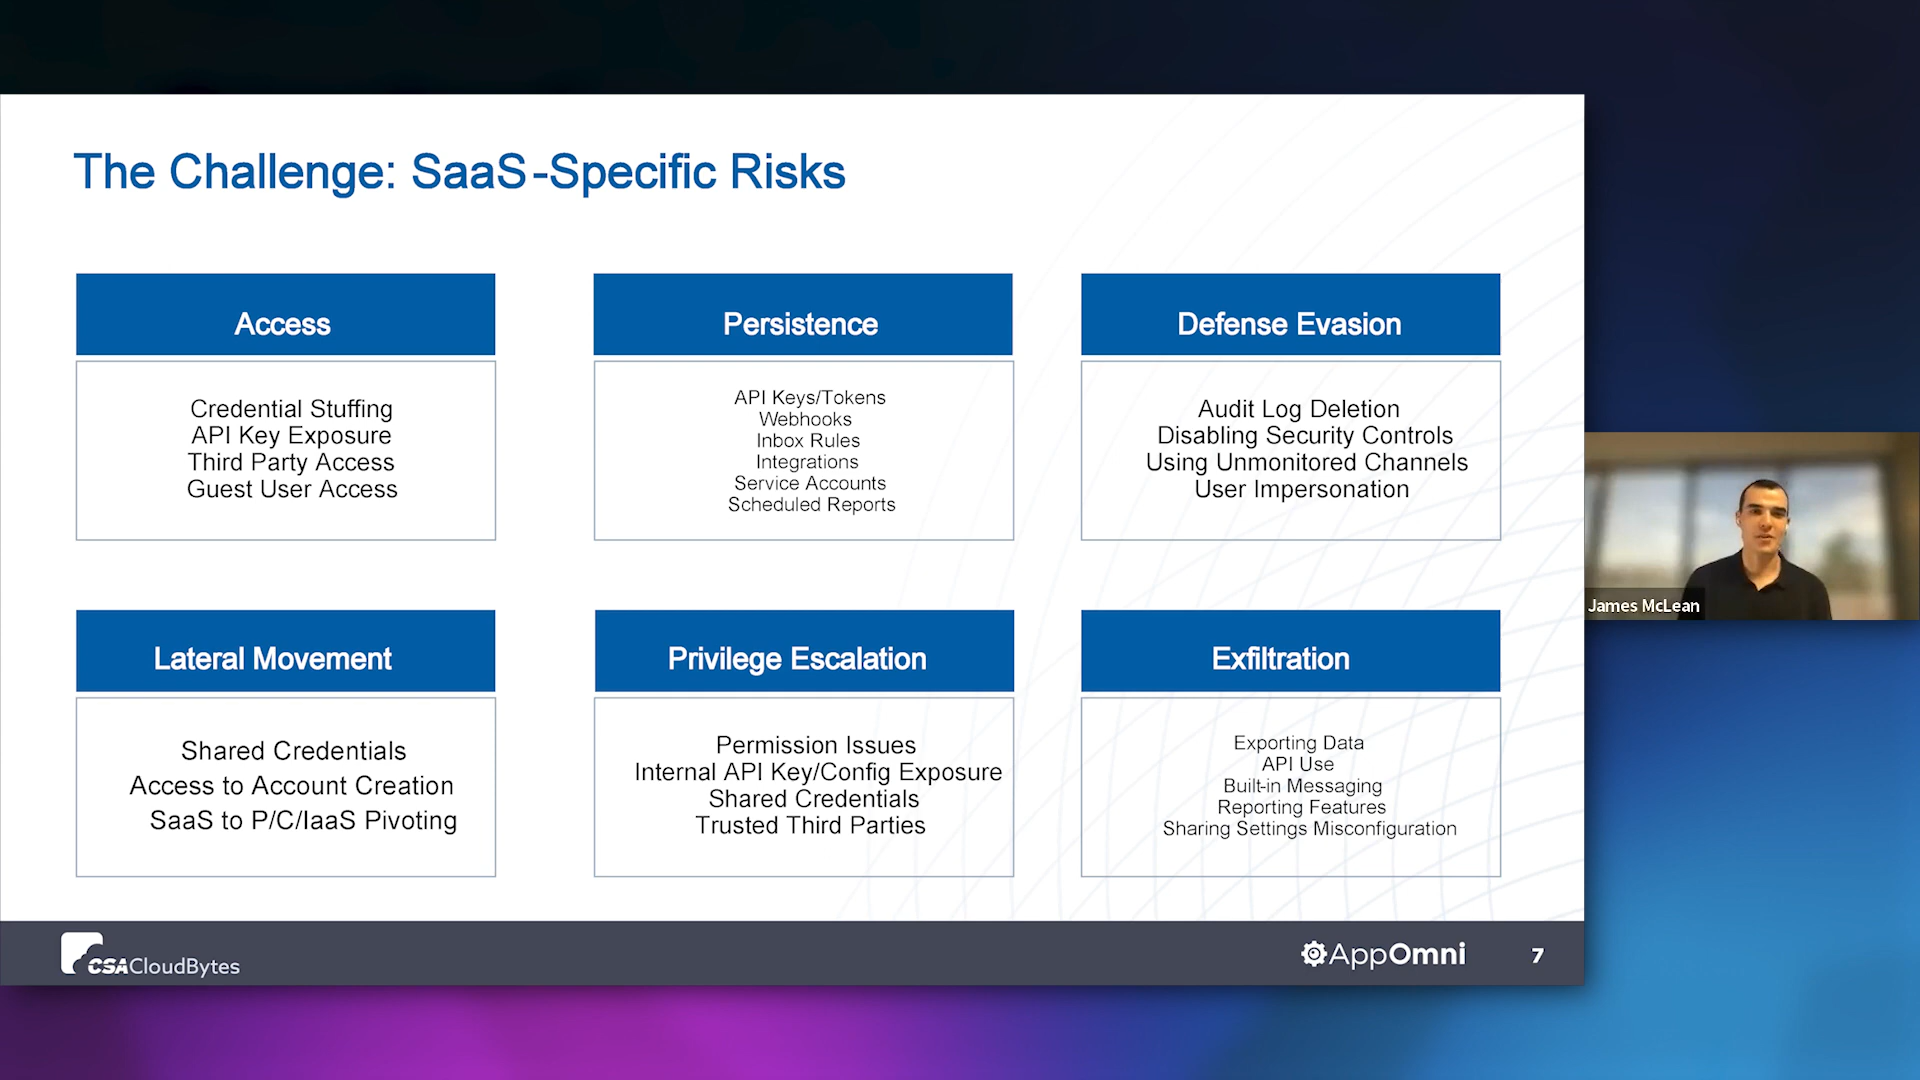 The Challenge: SaaS-Specific Risks
Access
Credential Stuffing
API Key Exposure
Third Party Access
Guest User Access
Persistence
API Keys/Tokens
Webhooks
Inbox Rules
Integrations
Service Accounts
Scheduled Reports
Defense Evasion
Audit Log Deletion
Disabling Security Controls
Using Unmonitored Channels
User Impersonation
Lateral Movement
Shared Credentials
Access to Account Creation
SaaS to P/C/IaaS Pivoting
Privilege Escalation
Permission Issues
Internal API Key/Config Exposure
Shared Credentials
Trusted Third Parties
Exfiltration
Exporting Data
API Use
Built-in Messaging
Reporting Features
Sharing Settings Misconfiguration
James McLean
CSA CloudBytes
AppOmni
7